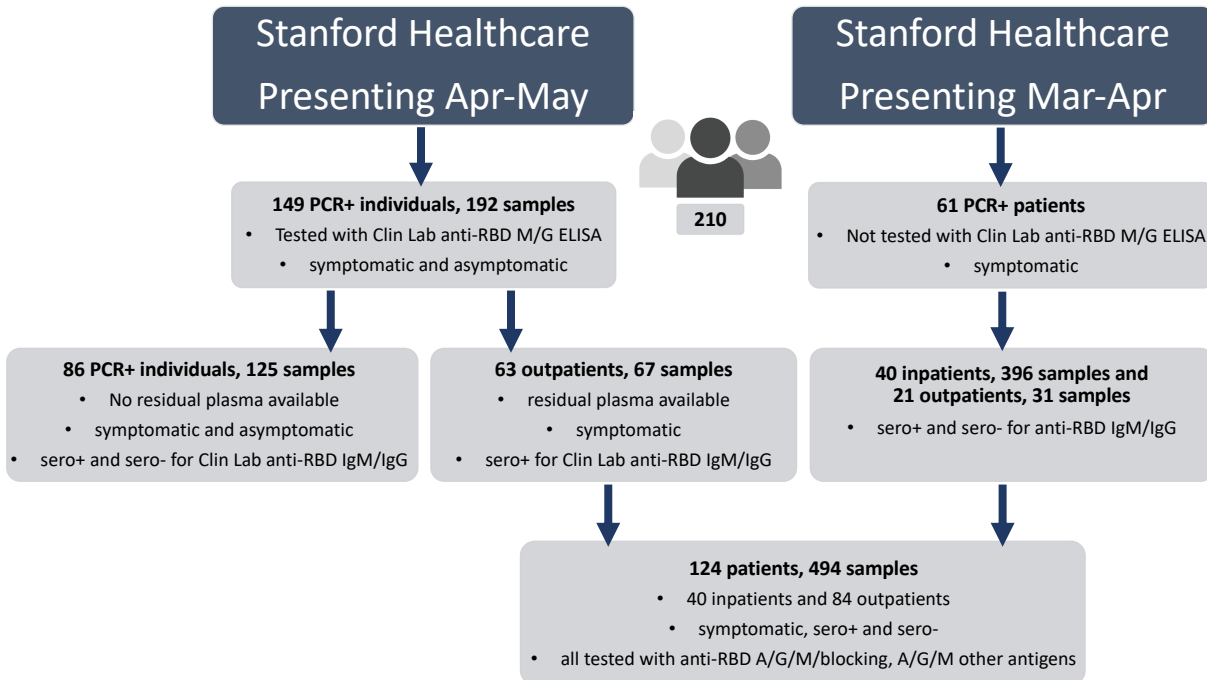 Stanford Healthcare
Presenting Apr-May
Stanford Healthcare
Presenting Mar-Apr
210
149 PCR+ individuals, 192 samples
• Tested with Clin Lab anti-RBD M/G ELISA
• symptomatic and asymptomatic
61 PCR+ patients
• Not tested with Clin Lab anti-RBD M/G ELISA
• symptomatic
86 PCR+ individuals, 125 samples
• No residual plasma available
• symptomatic and asymptomatic
• sero+ and sero- for Clin Lab anti-RBD IgM/IgG
63 outpatients, 67 samples
• residual plasma available
• symptomatic
• sero+ for Clin Lab anti-RBD IgM/IgG
40 inpatients, 396 samples and
21 outpatients, 31 samples
• sero+ and sero- for anti-RBD IgM/IgG
124 patients, 494 samples
• 40 inpatients and 84 outpatients
• symptomatic, sero+ and sero-
• all tested with anti-RBD A/G/M/blocking, A/G/M other antigens